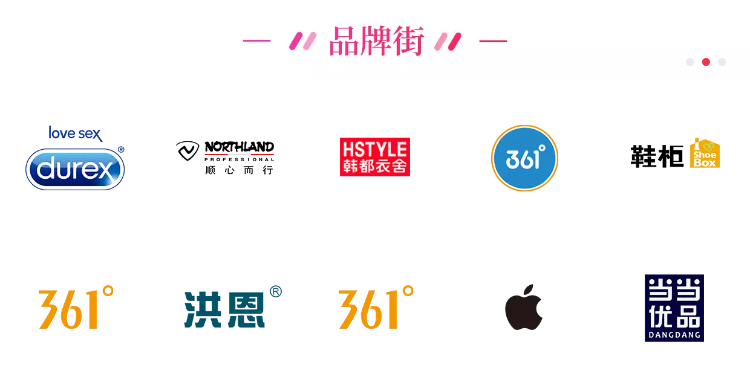 品牌街
love sex
durex®
NORTHLAND
PROFESSIONAL
顺心而行
HSTYLE
韩都衣舍
361°
鞋柜
Shoe
Box
361°
洪恩®
361°
当当
优品
DANGDANG